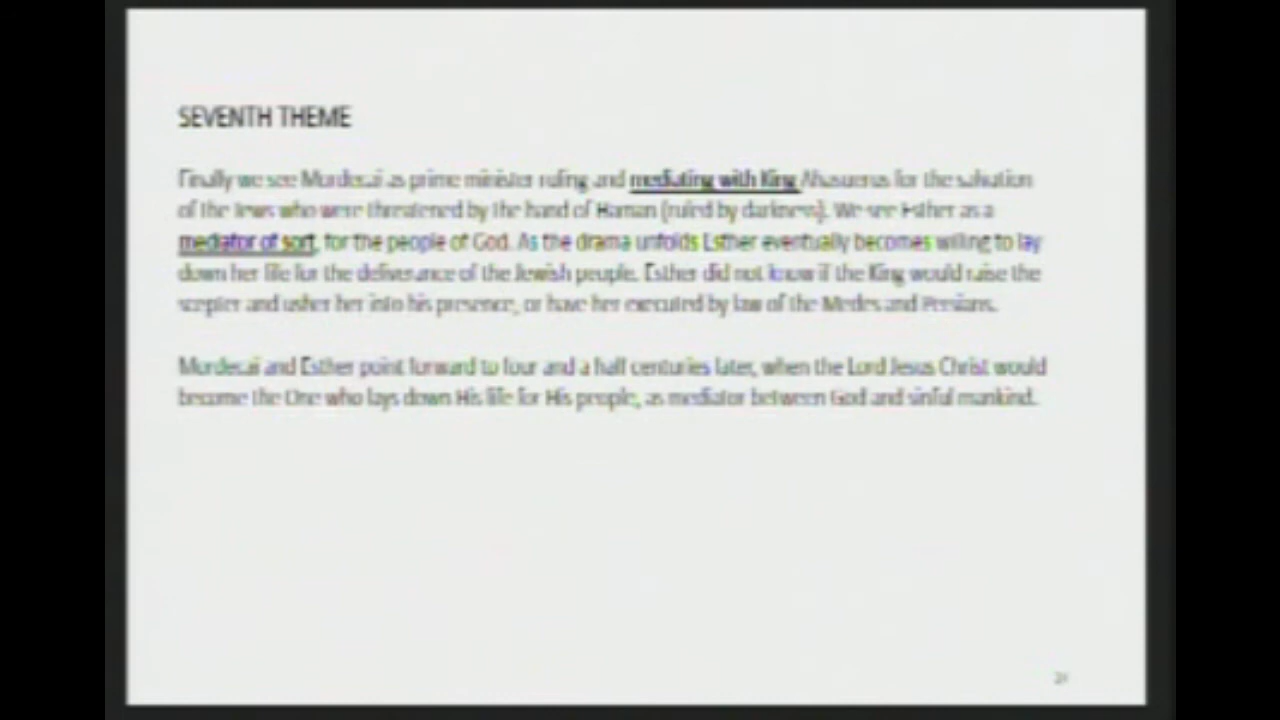 SEVENTH THEME
Finally we see Mordecai as prime minister ruling and mediating with King Ahasuerus for the salvation
of the Jews who were threatened by the hand of Haman (ruled by darkness). We see Esther as a
mediator of sort, for the people of God. As the drama unfolds Esther eventually becomes willing to lay
down her life for the deliverance of the Jewish people. Esther did not know if the King would raise the
scepter and usher her into his presence, or have her executed by law of the Medes and Persians.
Mordecai and Esther point forward to four and a half centuries later, when the Lord Jesus Christ would
become the One who lays down His life for His people, as mediator between God and sinful mankind.